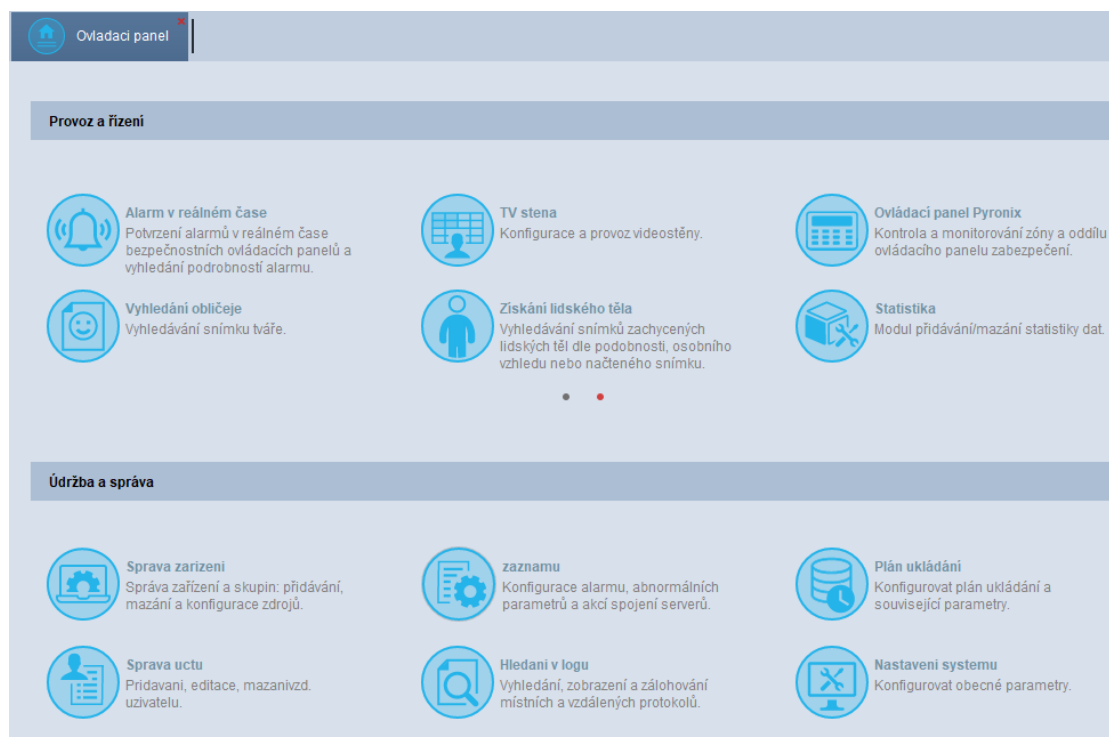 Ovladaci panel
Provoz a řízení
Alarm v reálném čase
Potvrzení alarmů v reálném čase
bezpečnostních ovládacích panelů a
vyhledání podrobností alarmu.
TV stena
Konfigurace a provoz videostěny.
Ovládací panel Pyronix
Kontrola a monitorování zóny a oddílu
ovládacího panelu zabezpečení.
Vyhledání obličeje
Vyhledávání snímku tváře.
Získání lidského těla
Vyhledávání snímků zachycených
lidských těl dle podobnosti, osobního
vzhledu nebo načteného snímku.
Statistika
Modul přidávání/mazání statistiky dat.
Údržba a správa
Sprava zarizeni
Správa zařízení a skupin: přidávání,
mazání a konfigurace zdrojů.
zaznamu
Konfigurace alarmu, abnormálních
parametrů a akcí spojení serverů.
Plán ukládání
Konfigurovat plán ukládání a
související parametry.
Sprava uctu
Pridavani, editace, mazanivzd.
uzivatelu.
Hledani v logu
Vyhledání, zobrazení a zálohování
místních a vzdálených protokolů.
Nastaveni systemu
Konfigurovat obecné parametry.